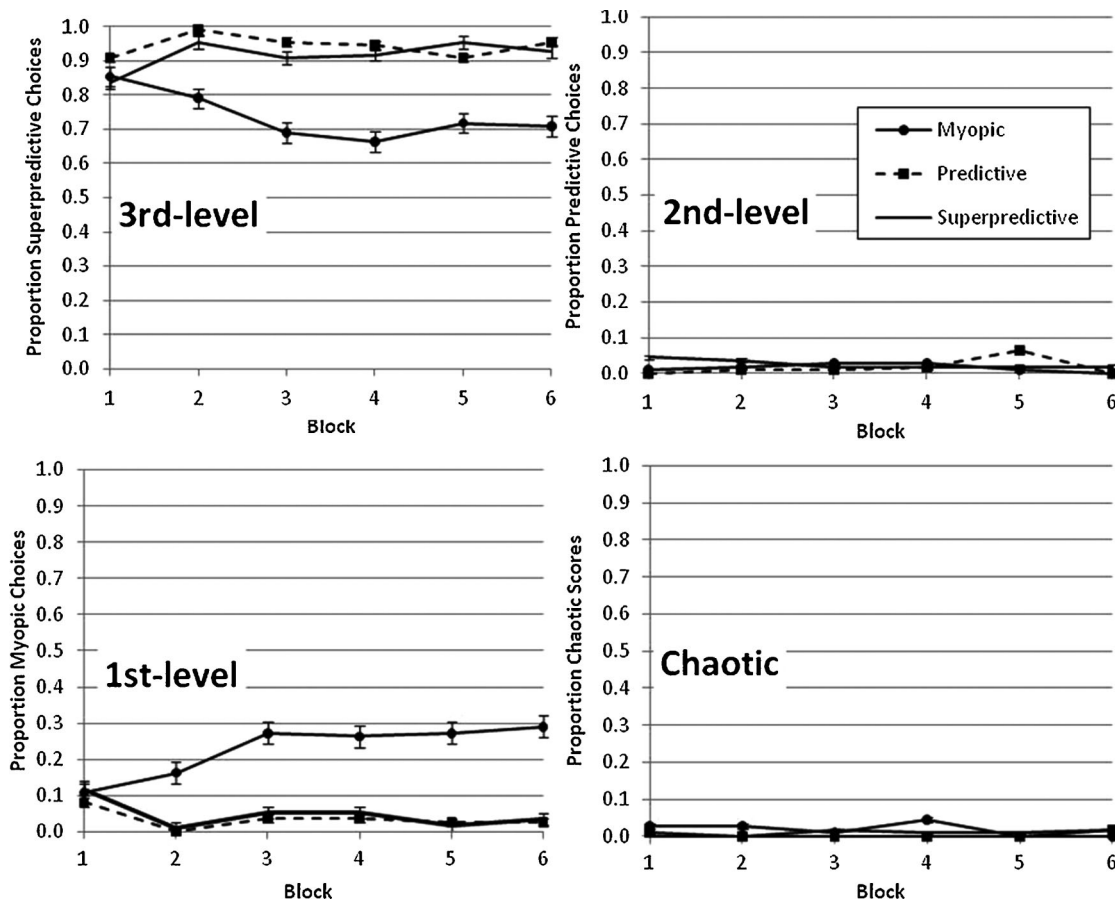 Proportion Superpredictive Choices
1.0
0.9
0.8
0.7
0.6
0.5
0.4
0.3
0.2
0.1
0.0
3rd-level
1 2 3 4 5 6
Block
Proportion Predictive Choices
1.0
0.9
0.8
0.7
0.6
0.5
0.4
0.3
0.2
0.1
0.0
2nd-level
Myopic
Predictive
Superpredictive
1 2 3 4 5 6
Block
Proportion Myopic Choices
1.0
0.9
0.8
0.7
0.6
0.5
0.4
0.3
0.2
0.1
0.0
1st-level
1 2 3 4 5 6
Block
Proportion Chaotic Scores
1.0
0.9
0.8
0.7
0.6
0.5
0.4
0.3
0.2
0.1
0.0
Chaotic
1 2 3 4 5 6
Block